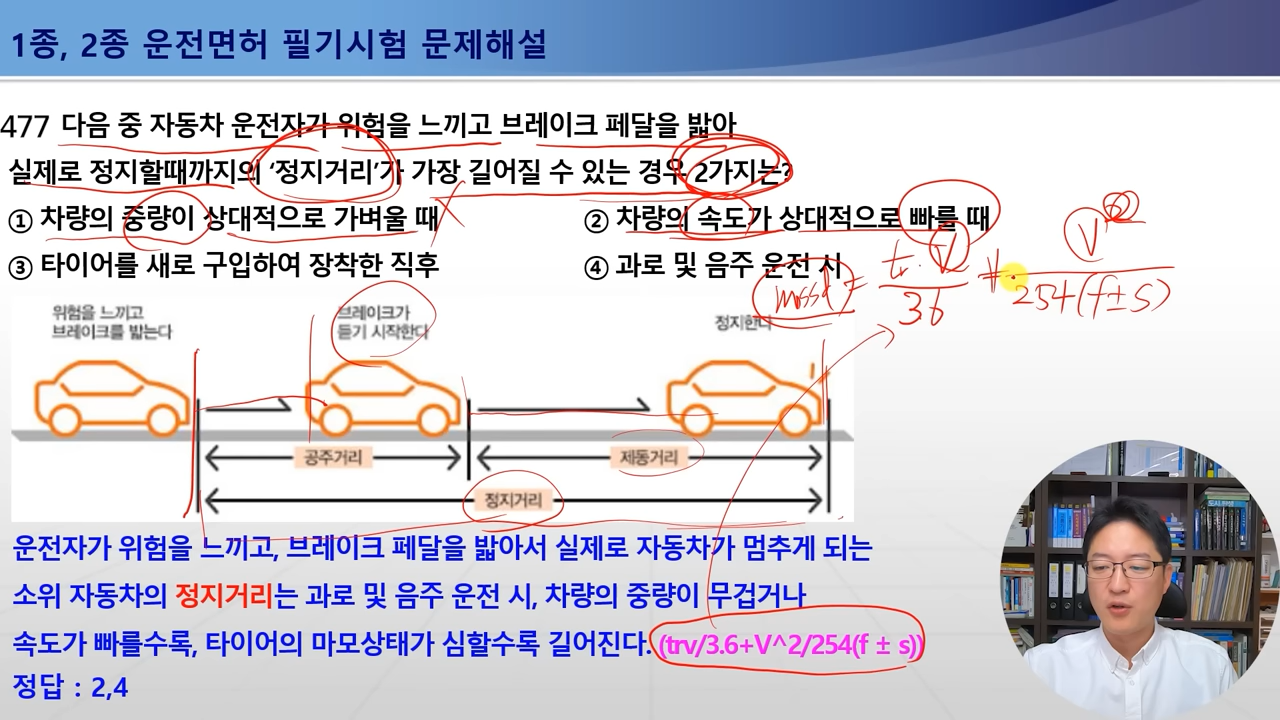 1종, 2종 운전면허 필기시험 문제해설
477 다음 중 자동차 운전자가 위험을 느끼고 브레이크 페달을 밟아
실제로 정지할때까지의 ‘정지거리’가 가장 길어질 수 있는 경우 2가지는?
① 차량의 중량이 상대적으로 가벼울 때
② 차량의 속도가 상대적으로 빠를 때
③ 타이어를 새로 구입하여 장착한 직후
④ 과로 및 음주 운전 시
mssd = tr·V/36 + V²/254(f±s)
위험을 느끼고
브레이크를 밟는다
브레이크가
듣기 시작한다
정지한다
공주거리
제동거리
정지거리
운전자가 위험을 느끼고, 브레이크 페달을 밟아서 실제로 자동차가 멈추게 되는
소위 자동차의 정지거리는 과로 및 음주 운전 시, 차량의 중량이 무겁거나
속도가 빠를수록, 타이어의 마모상태가 심할수록 길어진다. (trv/3.6+V^2/254(f ± s))
정답 : 2,4